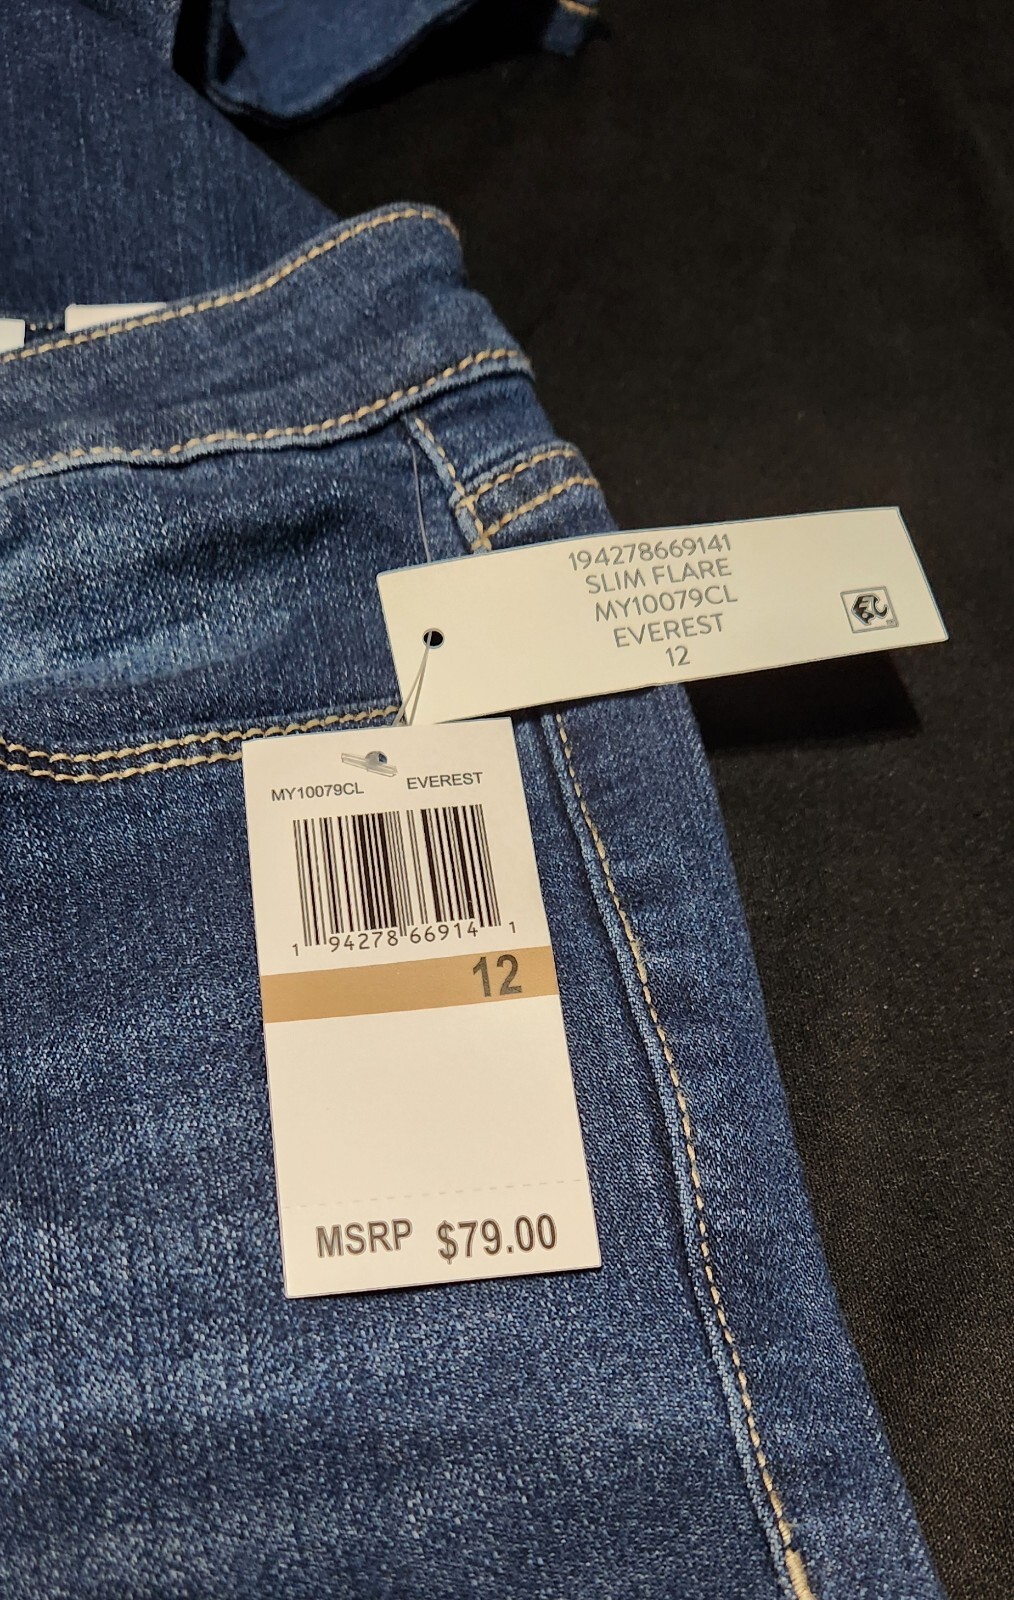 194278669141
SLIM FLARE
MY10079CL
EVEREST
12
MY10079CL EVEREST
1 94278 66914 1
12
MSRP $79.00